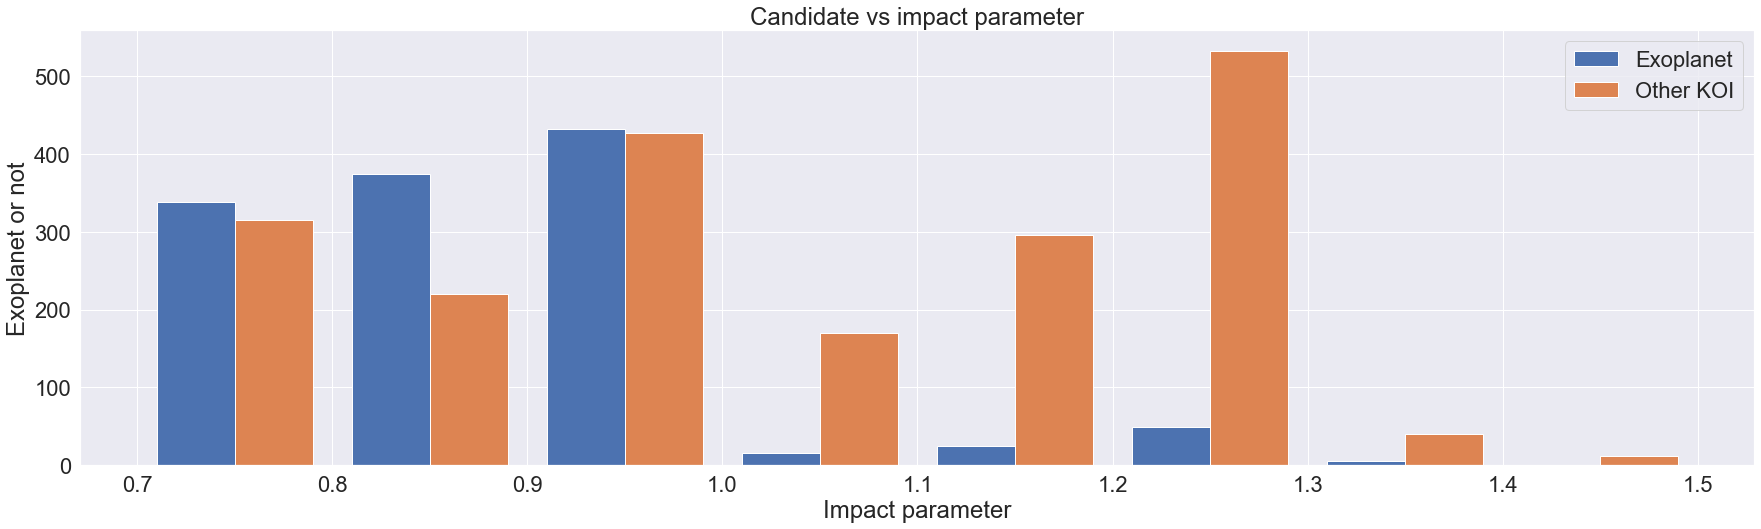 Candidate vs impact parameter
Exoplanet
Other KOI
Exoplanet or not
500
400
300
200
100
0
0.7 0.8 0.9 1.0 1.1 1.2 1.3 1.4 1.5
Impact parameter